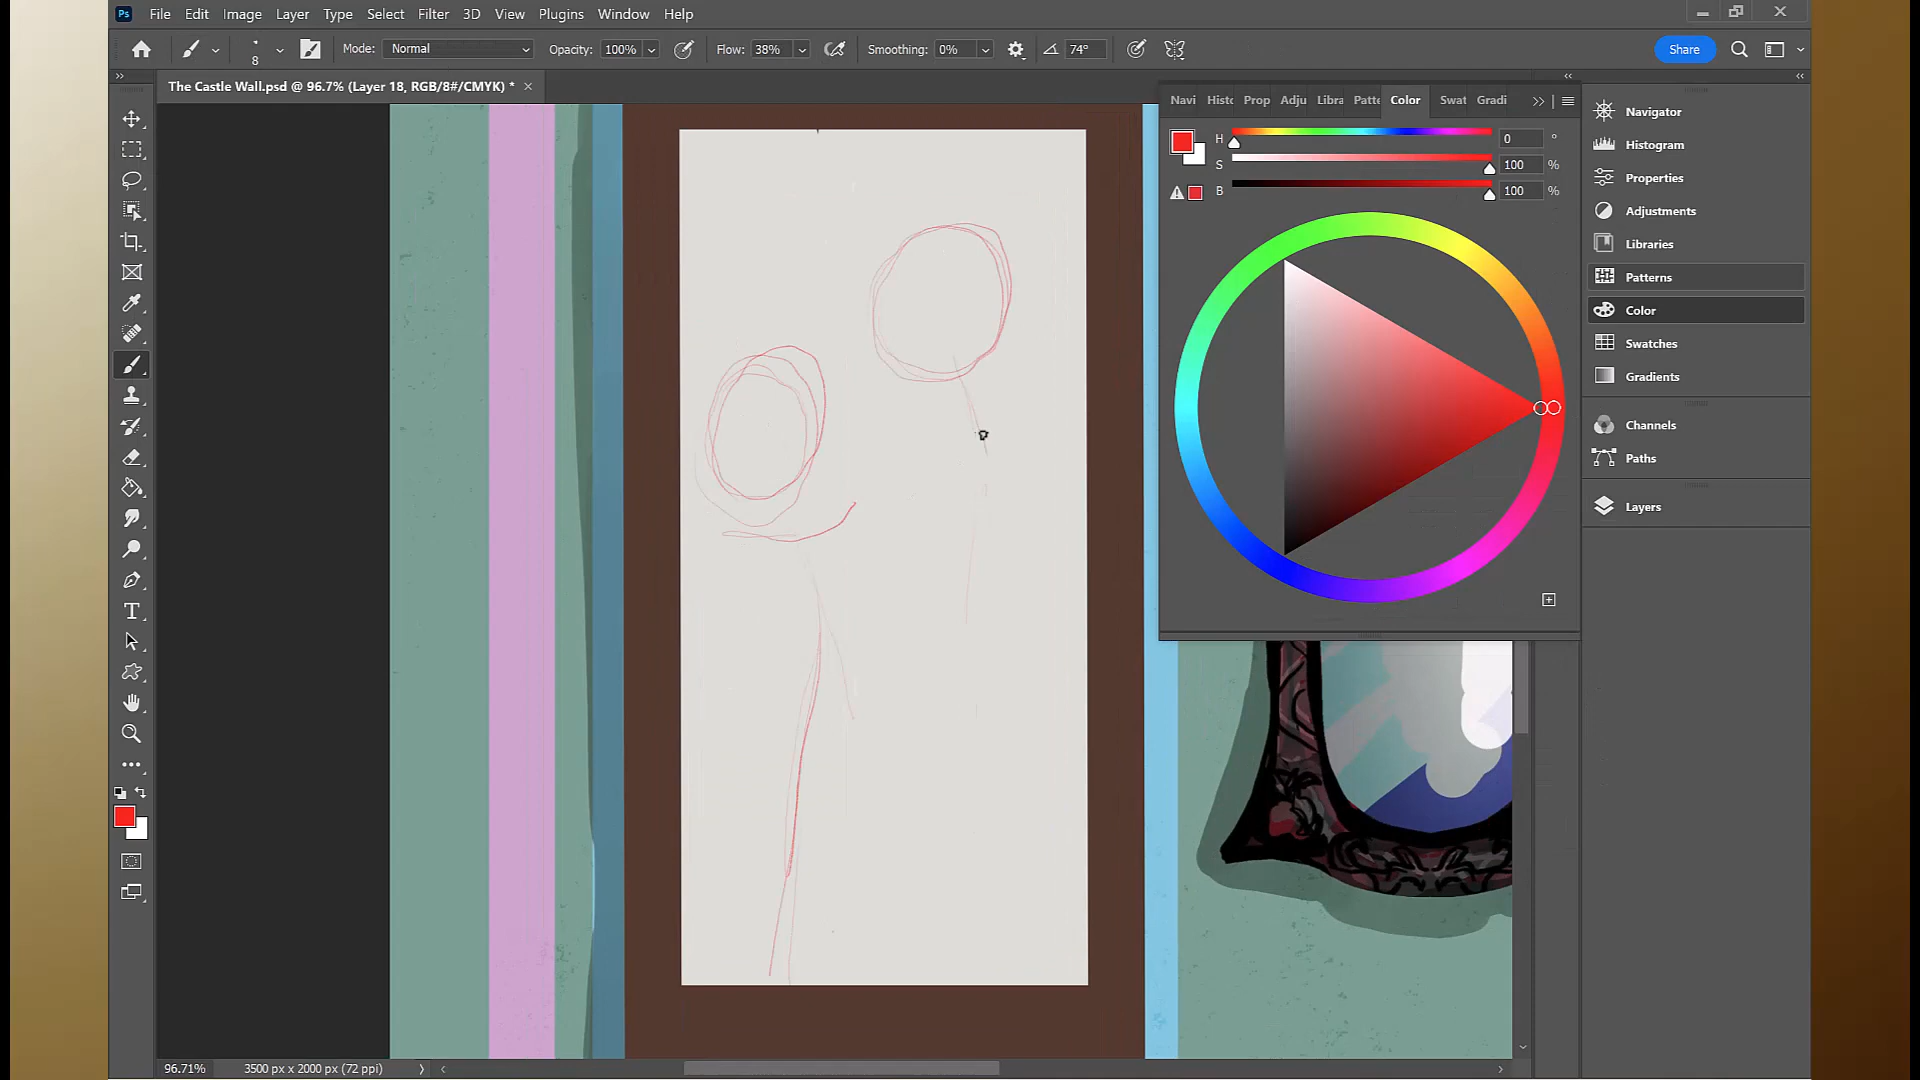 Ps File Edit Image Layer Type Select Filter 3D View Plugins Window Help
8 Mode: Normal Opacity: 100% Flow: 38% Smoothing: 0% 74° Share
The Castle Wall.psd @ 96.7% (Layer 18, RGB/8#/CMYK) * ×
Navi Histo Prop Adju Libra Patte Color Swat Gradi
H 0 °
S 100 %
B 100 %
Navigator
Histogram
Properties
Adjustments
Libraries
Patterns
Color
Swatches
Gradients
Channels
Paths
Layers
T
96.71% 3500 px x 2000 px (72 ppi)